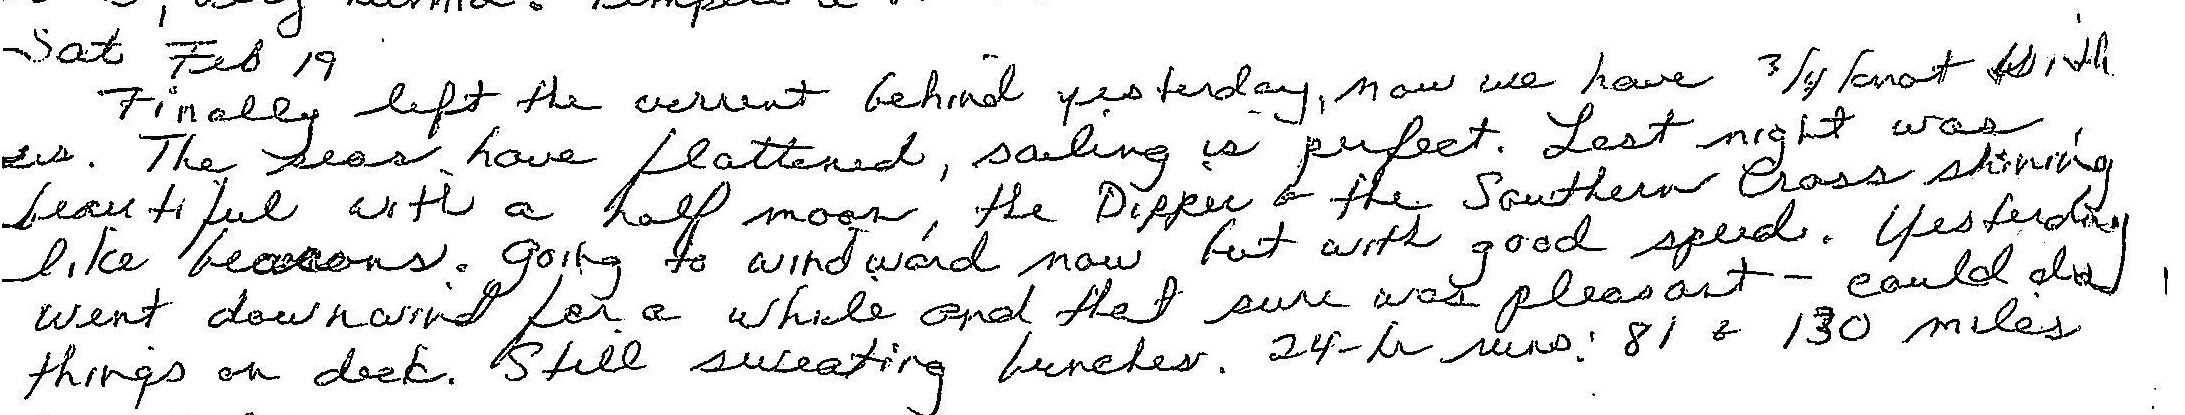 Sat Feb 19
Finally left the current behind yesterday, now we have 3/4 knot with
us. The seas have flattened, sailing is perfect. Last night was
beautiful with a half moon, the Dipper & the Southern Cross shining
like beacons. Going to windward now but with good speed. Yesterday
went downwind for a while and that sure was pleasant - could do
things on deck. Still sweating bunches. 24-hr runs: 81 & 130 miles